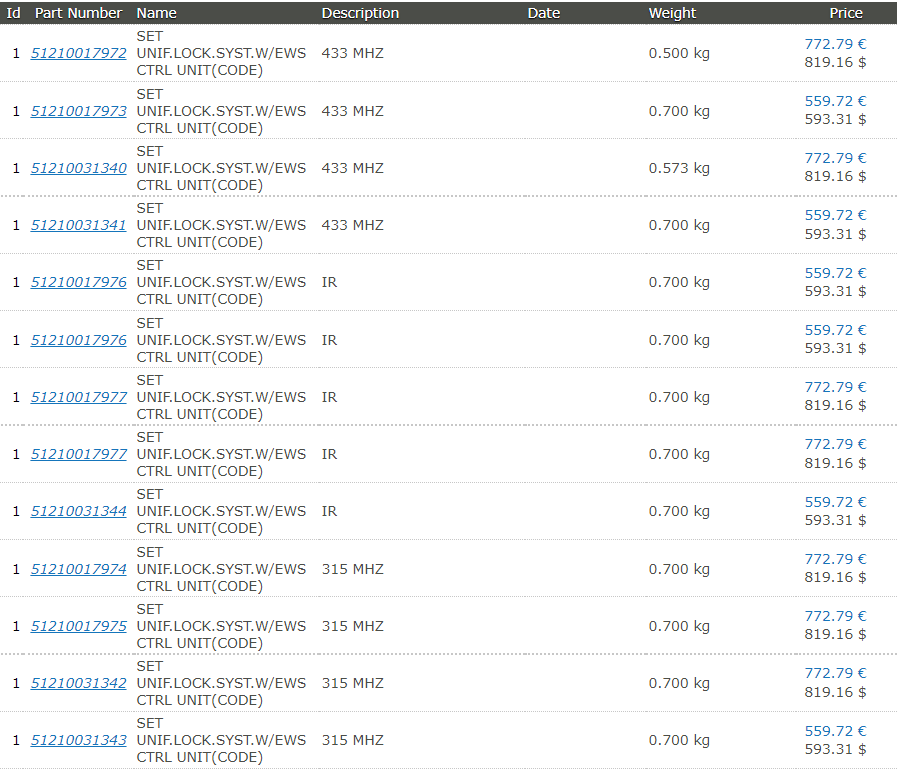 Id Part Number Name Description Date Weight Price
SET
UNIF.LOCK.SYST.W/EWS
CTRL UNIT(CODE)
1 51210017972 433 MHZ 0.500 kg 772.79 €
819.16 $
SET
UNIF.LOCK.SYST.W/EWS
CTRL UNIT(CODE)
1 51210017973 433 MHZ 0.700 kg 559.72 €
593.31 $
SET
UNIF.LOCK.SYST.W/EWS
CTRL UNIT(CODE)
1 51210031340 433 MHZ 0.573 kg 772.79 €
819.16 $
SET
UNIF.LOCK.SYST.W/EWS
CTRL UNIT(CODE)
1 51210031341 433 MHZ 0.700 kg 559.72 €
593.31 $
SET
UNIF.LOCK.SYST.W/EWS
CTRL UNIT(CODE)
1 51210017976 IR 0.700 kg 559.72 €
593.31 $
SET
UNIF.LOCK.SYST.W/EWS
CTRL UNIT(CODE)
1 51210017976 IR 0.700 kg 559.72 €
593.31 $
SET
UNIF.LOCK.SYST.W/EWS
CTRL UNIT(CODE)
1 51210017977 IR 0.700 kg 772.79 €
819.16 $
SET
UNIF.LOCK.SYST.W/EWS
CTRL UNIT(CODE)
1 51210017977 IR 0.700 kg 772.79 €
819.16 $
SET
UNIF.LOCK.SYST.W/EWS
CTRL UNIT(CODE)
1 51210031344 IR 0.700 kg 559.72 €
593.31 $
SET
UNIF.LOCK.SYST.W/EWS
CTRL UNIT(CODE)
1 51210017974 315 MHZ 0.700 kg 772.79 €
819.16 $
SET
UNIF.LOCK.SYST.W/EWS
CTRL UNIT(CODE)
1 51210017975 315 MHZ 0.700 kg 772.79 €
819.16 $
SET
UNIF.LOCK.SYST.W/EWS
CTRL UNIT(CODE)
1 51210031342 315 MHZ 0.700 kg 772.79 €
819.16 $
SET
UNIF.LOCK.SYST.W/EWS
CTRL UNIT(CODE)
1 51210031343 315 MHZ 0.700 kg 559.72 €
593.31 $